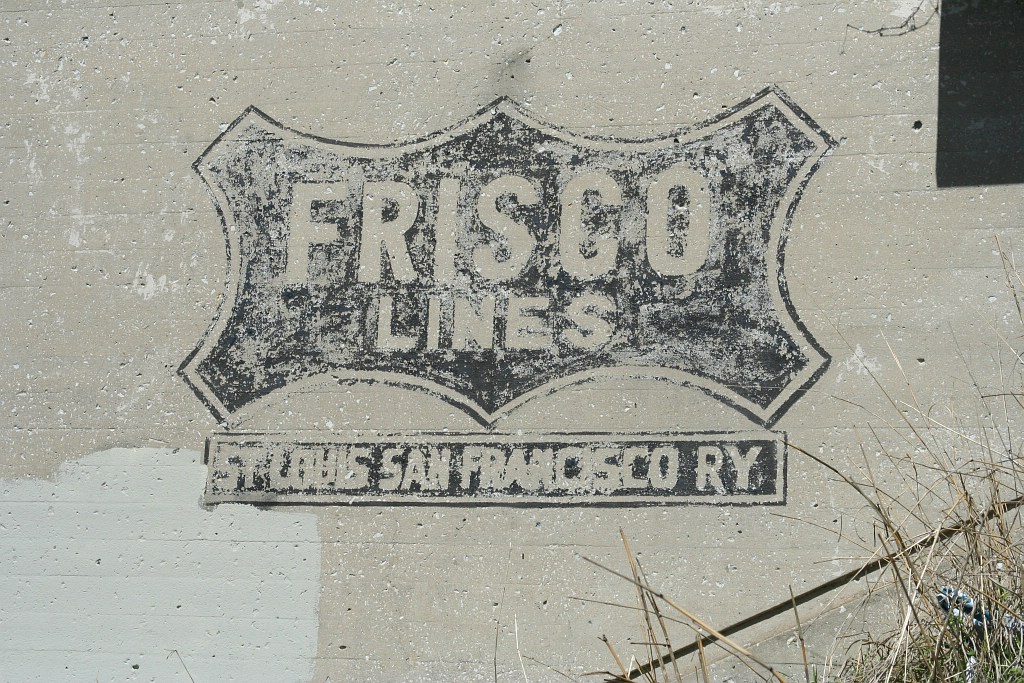 FRISCO
LINES
ST. LOUIS SAN FRANCISCO RY.